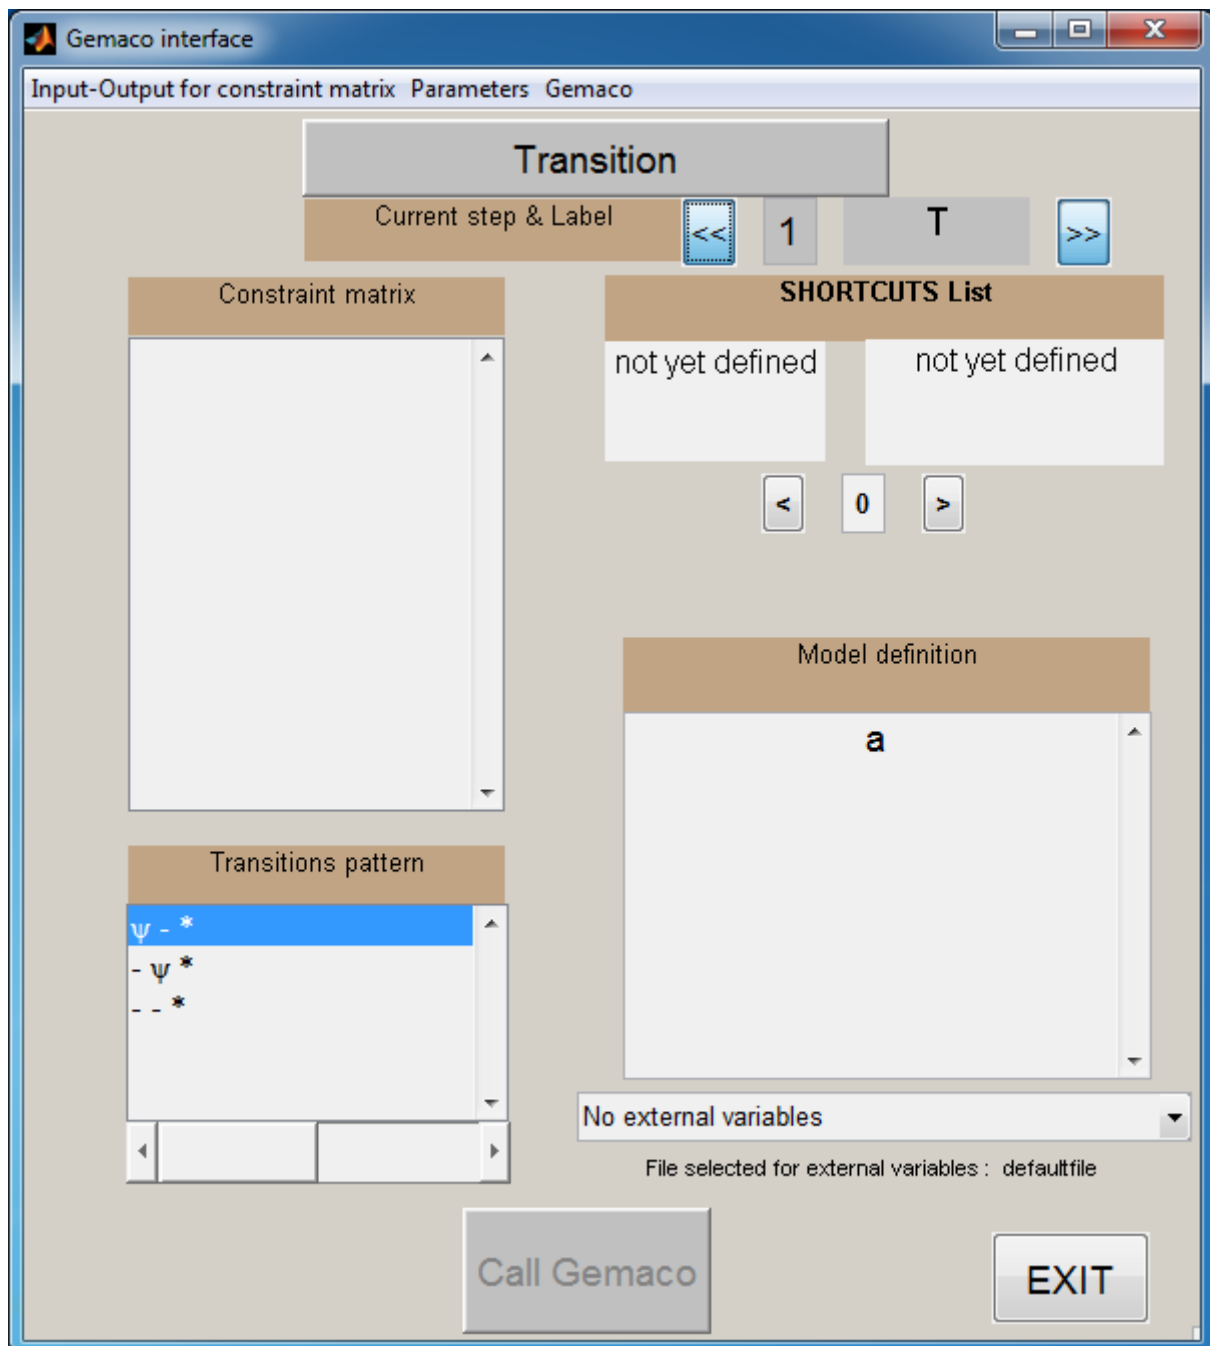 Gemaco interface
Input-Output for constraint matrix Parameters Gemaco
Transition
Current step & Label << 1 T >>
Constraint matrix
SHORTCUTS List
not yet defined not yet defined
< 0 >
Model definition
a
Transitions pattern
ψ - *
- ψ *
- - *
No external variables
File selected for external variables : defaultfile
Call Gemaco
EXIT